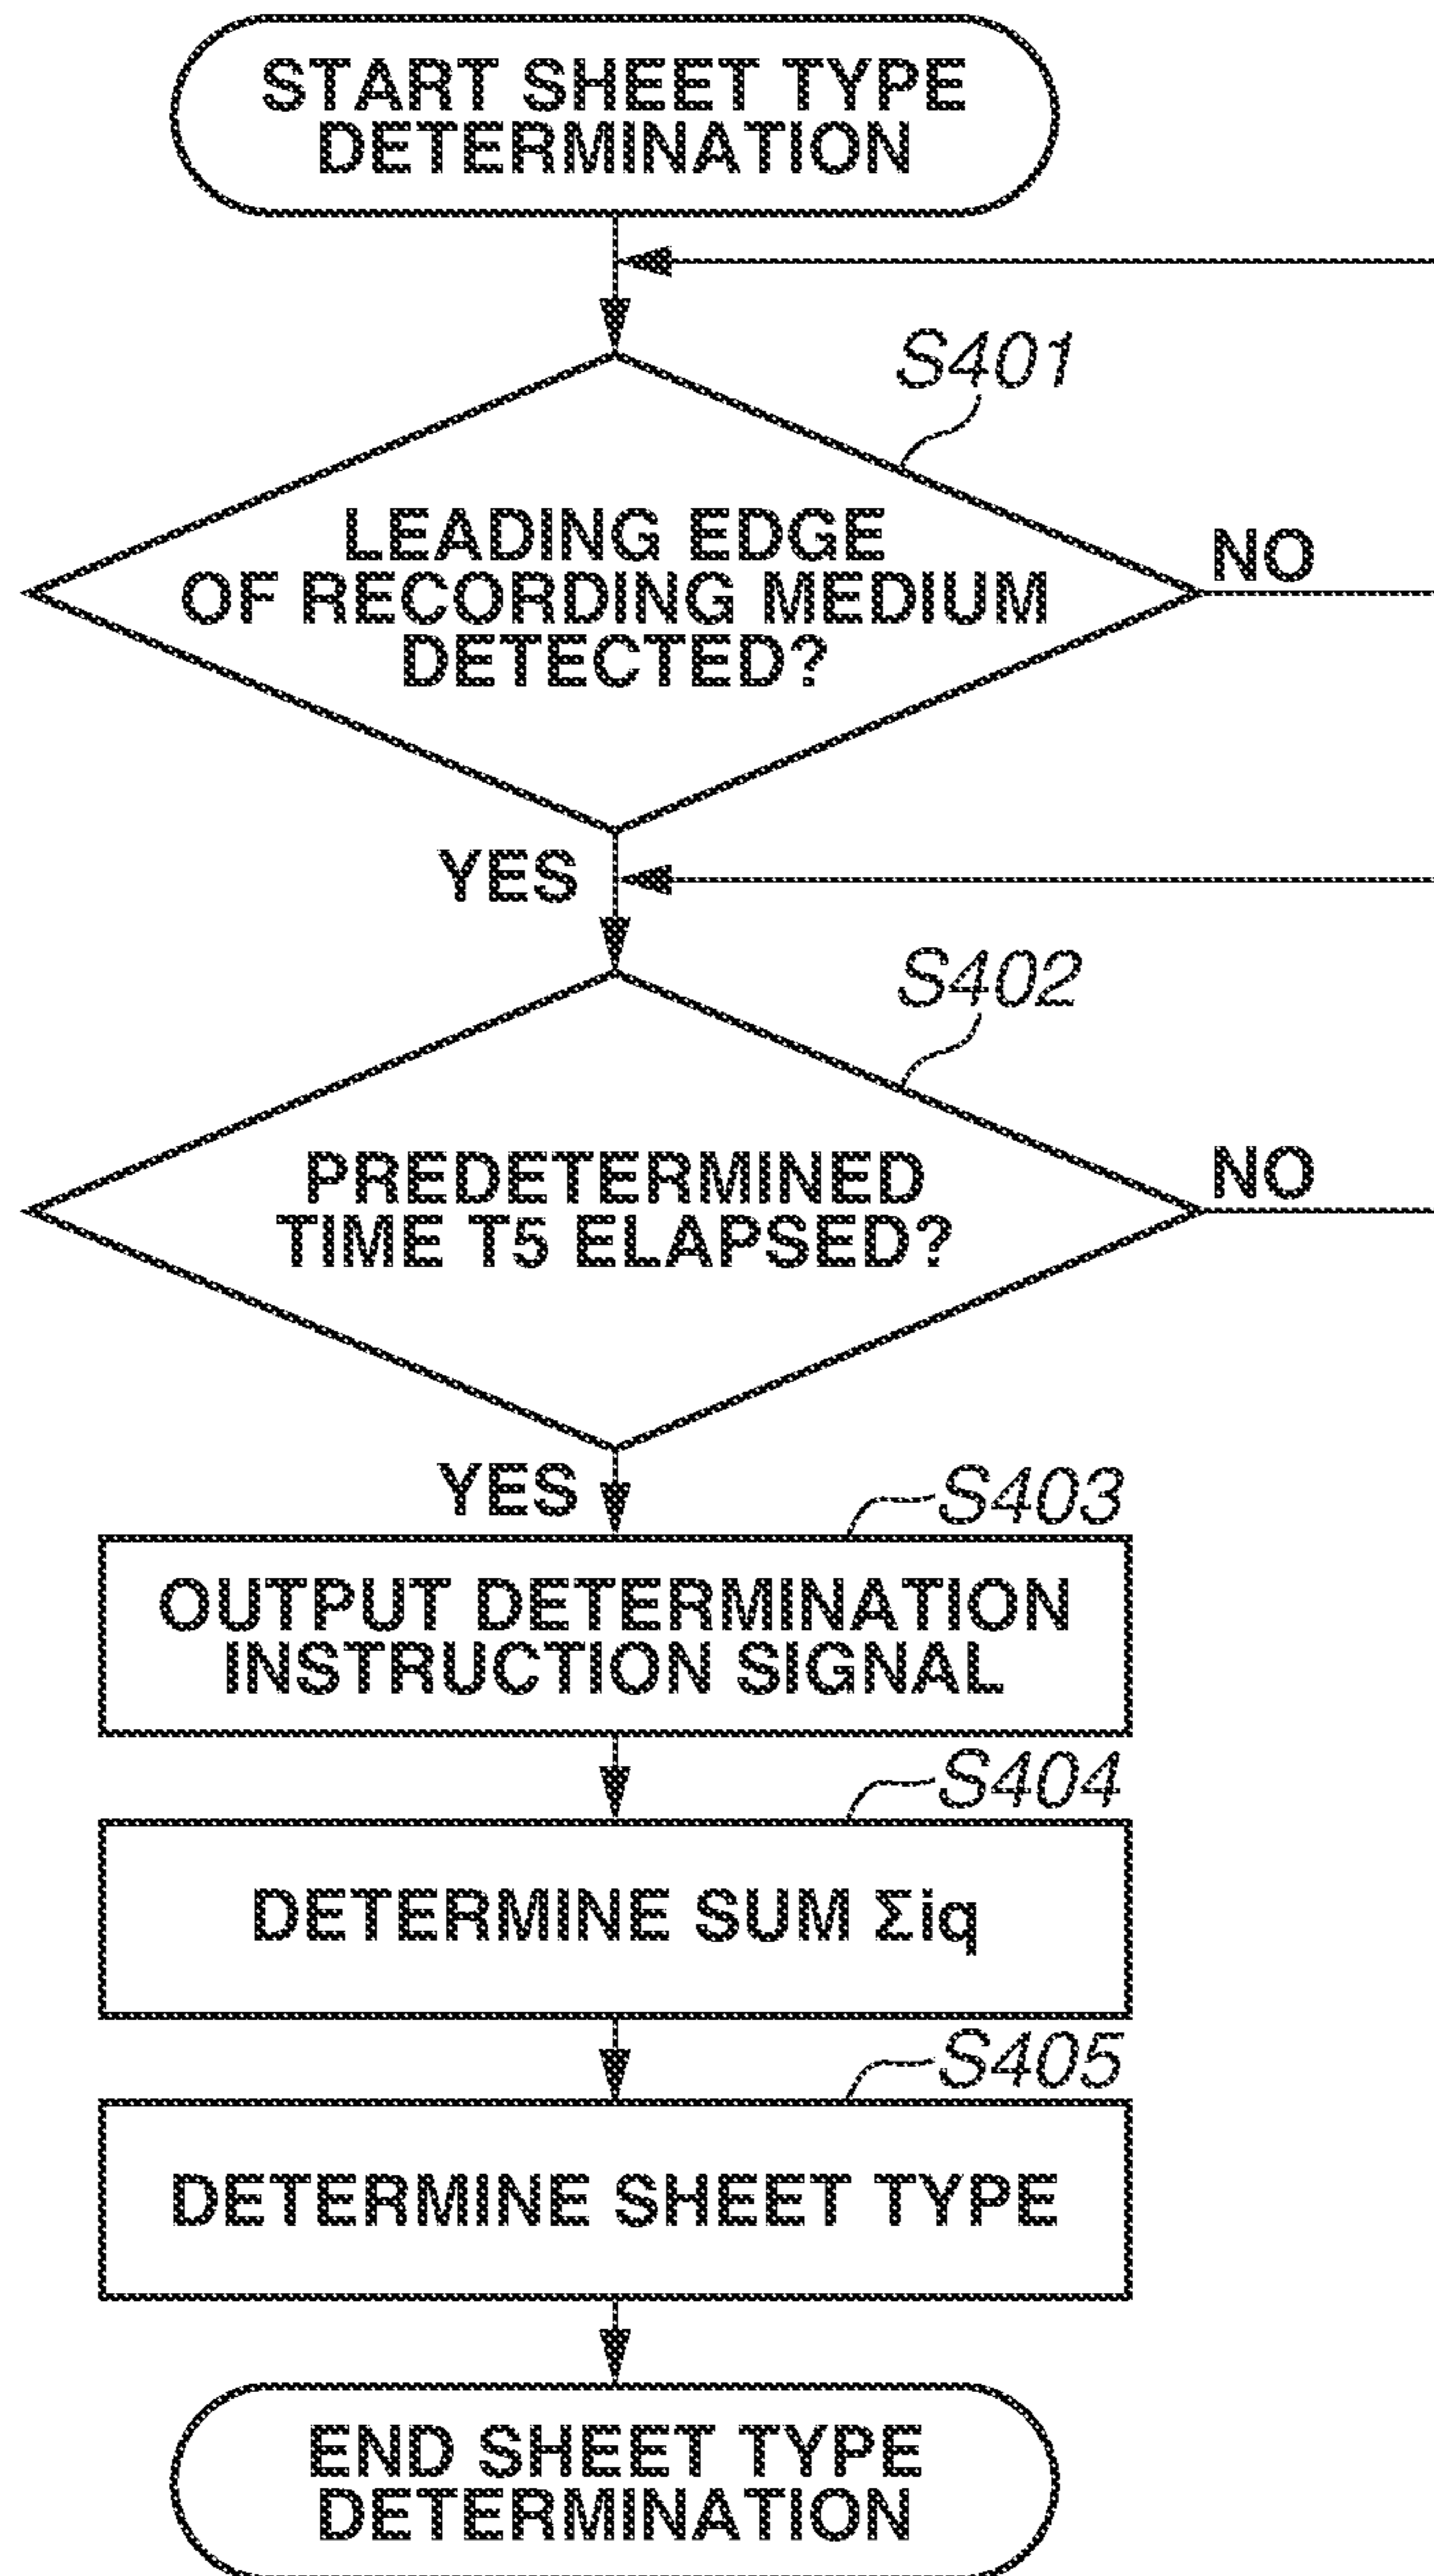 START SHEET TYPE
DETERMINATION
S401
LEADING EDGE
OF RECORDING MEDIUM
DETECTED?
NO
YES
S402
PREDETERMINED
TIME T5 ELAPSED?
NO
YES
S403
OUTPUT DETERMINATION
INSTRUCTION SIGNAL
S404
DETERMINE SUM Σiq
S405
DETERMINE SHEET TYPE
END SHEET TYPE
DETERMINATION